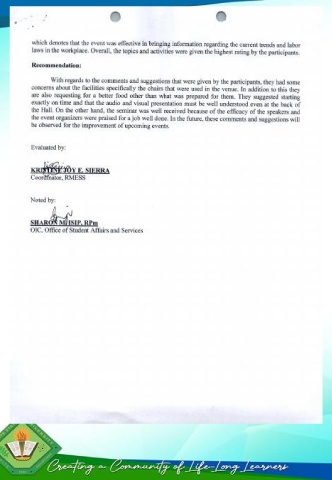 which denotes that the event was effective in bringing information regarding the current trends and labor
laws in the workplace. Overall, the topics and activities were given the highest rating by the participants.
Recommendation:
With regards to the comments and suggestions that were given by the participants, they had some
concerns about the facilities specifically the chairs that were used in the venue. In addition to this they
are also requesting for a better food other than what was prepared for them. They suggested starting
exactly on time and that the audio and visual presentation must be well understood even at the back of
the Hall. On the other hand, the seminar was well received because of the efficacy of the speakers and
the event organizers were praised for a job well done. In the future, these comments and suggestions will
be observed for the improvement of upcoming events.
Evaluated by:
KRISTENE JOY E. SIERRA
Coordinator, RMESS
Noted by:
SHARON M. ISIP, RPm
OIC, Office of Student Affairs and Services
Creating a Community of Life-Long Learners